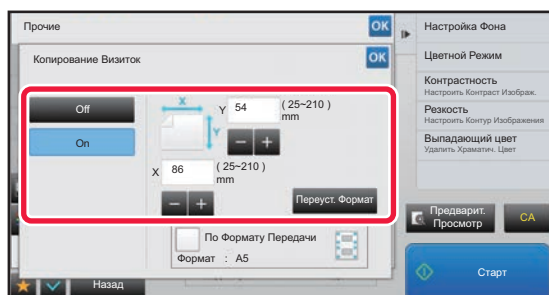 Прочие
OK
Копирование Визиток
OK
Off
On
X
Y
Y 54 ( 25~210 )
mm
X 86 ( 25~210 )
mm
Переуст. Формат
По Формату Передачи
Формат : A5
Назад
Настройка Фона
Цветной Режим
Контрастность
Настроить Контраст Изображ.
Резкость
Настроить Контур Изображения
Выпадающий цвет
Удалить Храматич. Цвет
Предварит.
Просмотр
CA
Старт